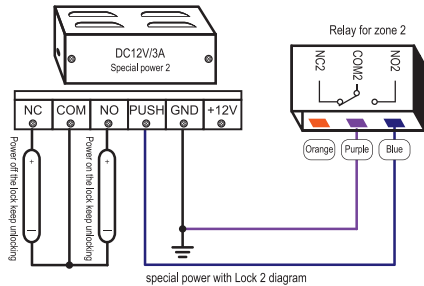 DC12V/3A
Special power 2
NC COM NO PUSH GND +12V
+
−
Power off the lock keep unlocking
+
−
Power on the lock keep unlocking
Relay for zone 2
NC2
COM2
NO2
Orange Purple Blue
special power with Lock 2 diagram